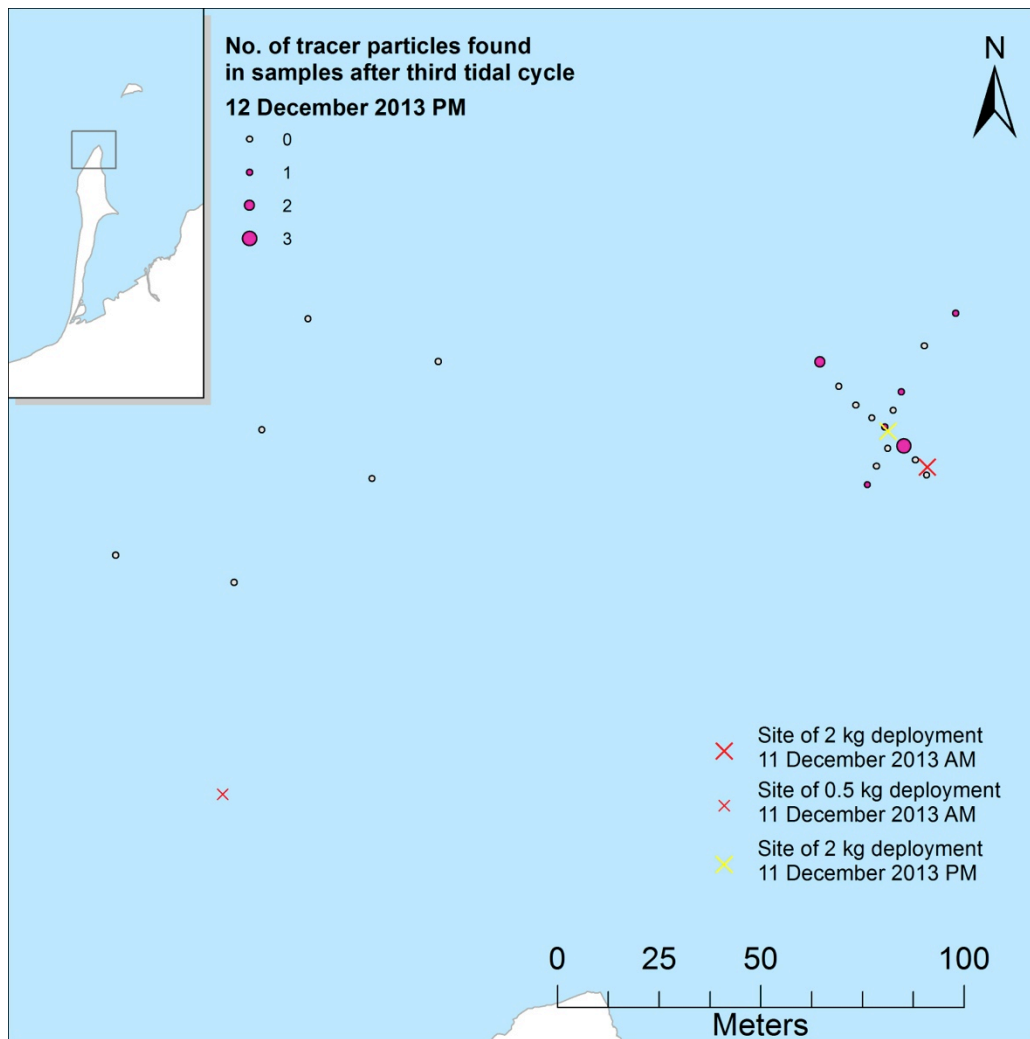 No. of tracer particles found
in samples after third tidal cycle
12 December 2013 PM
0
1
2
3
N
Site of 2 kg deployment
11 December 2013 AM
Site of 0.5 kg deployment
11 December 2013 AM
Site of 2 kg deployment
11 December 2013 PM
0 25 50 100
Meters